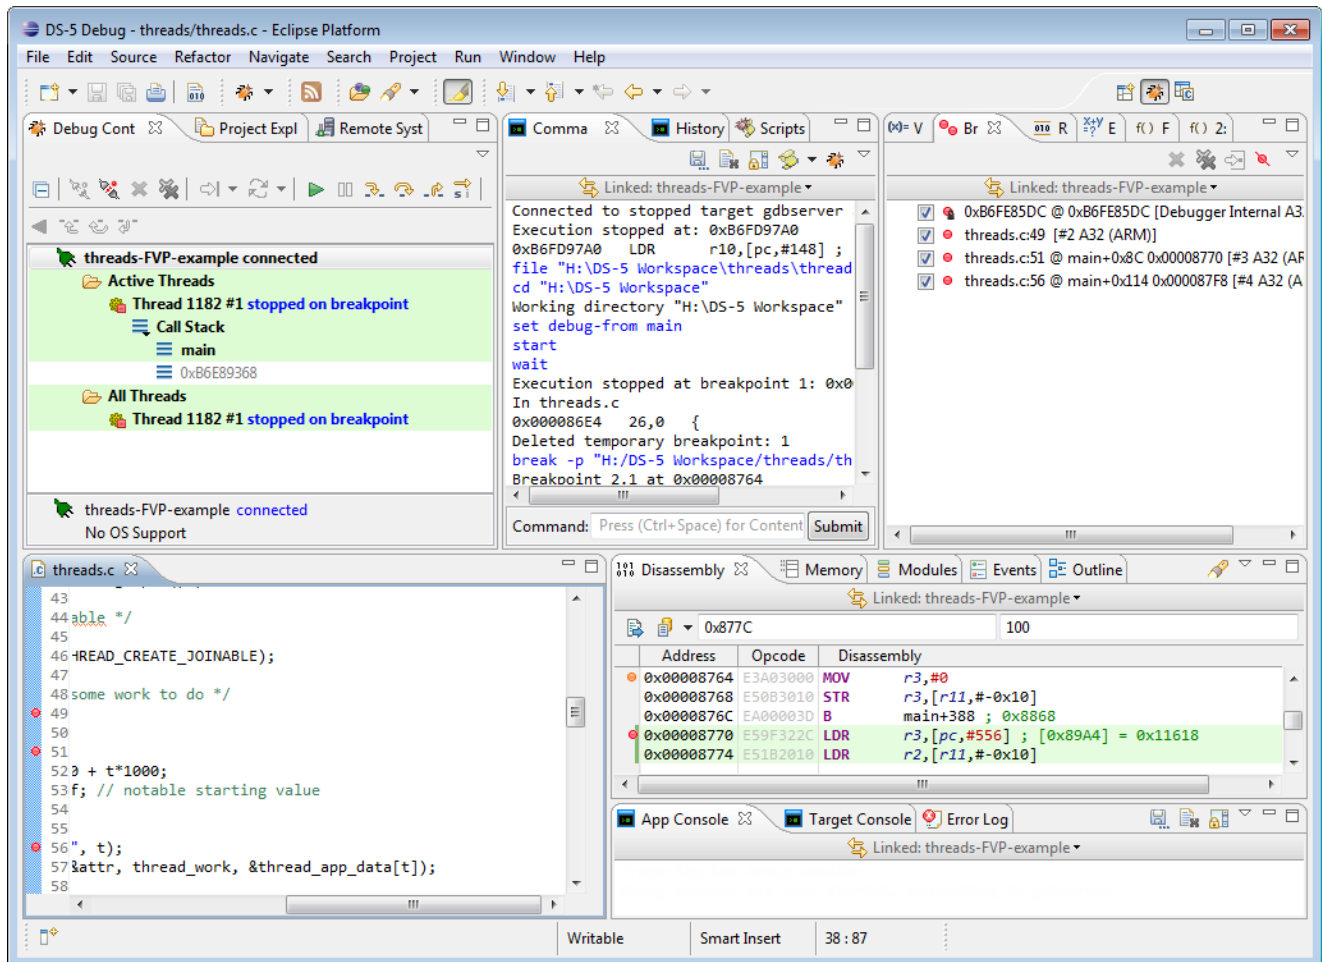 DS-5 Debug - threads/threads.c - Eclipse Platform
File Edit Source Refactor Navigate Search Project Run Window Help
Debug Cont Project Expl Remote Syst
threads-FVP-example connected
Active Threads
Thread 1182 #1 stopped on breakpoint
Call Stack
main
0xB6E89368
All Threads
Thread 1182 #1 stopped on breakpoint
threads-FVP-example connected
No OS Support
Comma History Scripts
Linked: threads-FVP-example
Connected to stopped target gdbserver
Execution stopped at: 0xB6FD97A0
0xB6FD97A0 LDR r10,[pc,#148] ;
file "H:\DS-5 Workspace\threads\thread
cd "H:\DS-5 Workspace"
Working directory "H:\DS-5 Workspace"
set debug-from main
start
wait
Execution stopped at breakpoint 1: 0x0
In threads.c
0x000086E4 26,0 {
Deleted temporary breakpoint: 1
break -p "H:/DS-5 Workspace/threads/th
Breakpoint 2.1 at 0x00008764
Command: Press (Ctrl+Space) for Content Submit
(x)= V Br 010 R X+Y =? E f() F f() 2:
Linked: threads-FVP-example
0xB6FE85DC @ 0xB6FE85DC [Debugger Internal A3
threads.c:49 [#2 A32 (ARM)]
threads.c:51 @ main+0x8C 0x00008770 [#3 A32 (AR
threads.c:56 @ main+0x114 0x000087F8 [#4 A32 (A
threads.c
43
44 able */
45
46 HREAD_CREATE_JOINABLE);
47
48 some work to do */
49
50
51
52 0 + t*1000;
53 f; // notable starting value
54
55
56 ", t);
57 &attr, thread_work, &thread_app_data[t]);
58
Disassembly Memory Modules Events Outline
Linked: threads-FVP-example
0x877C 100
Address Opcode Disassembly
0x00008764 E3A03000 MOV r3,#0
0x00008768 E50B3010 STR r3,[r11,#-0x10]
0x0000876C EA00003D B main+388 ; 0x8868
0x00008770 E59F322C LDR r3,[pc,#556] ; [0x89A4] = 0x11618
0x00008774 E51B2010 LDR r2,[r11,#-0x10]
App Console Target Console Error Log
Linked: threads-FVP-example
Writable Smart Insert 38 : 87